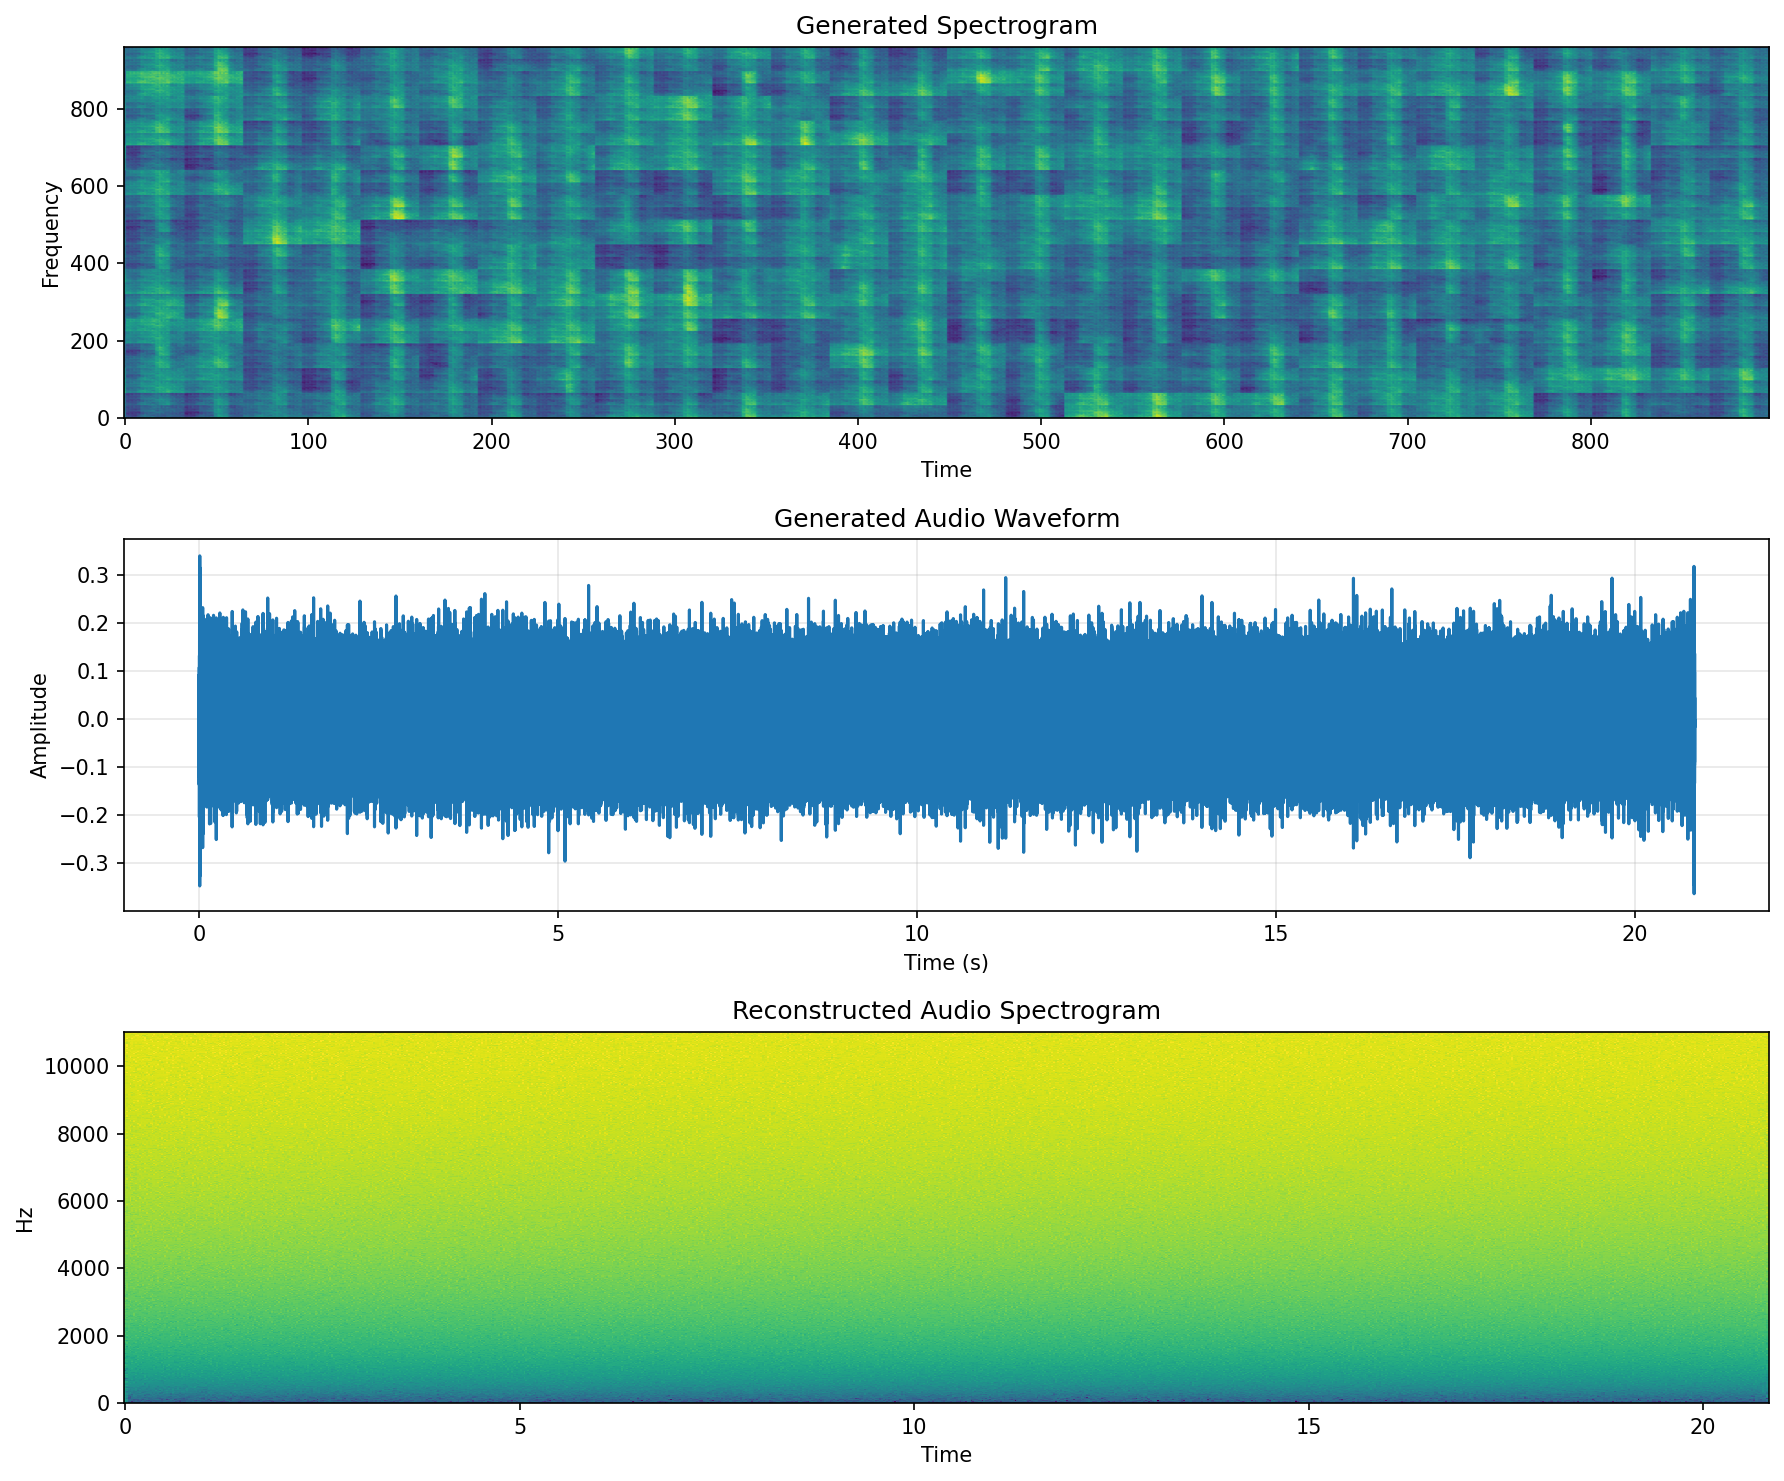 Generated Spectrogram
800
600
400
200
0
Frequency
0 100 200 300 400 500 600 700 800
Time
Generated Audio Waveform
0.3
0.2
0.1
0.0
−0.1
−0.2
−0.3
Amplitude
0 5 10 15 20
Time (s)
Reconstructed Audio Spectrogram
10000
8000
6000
4000
2000
0
Hz
0 5 10 15 20
Time